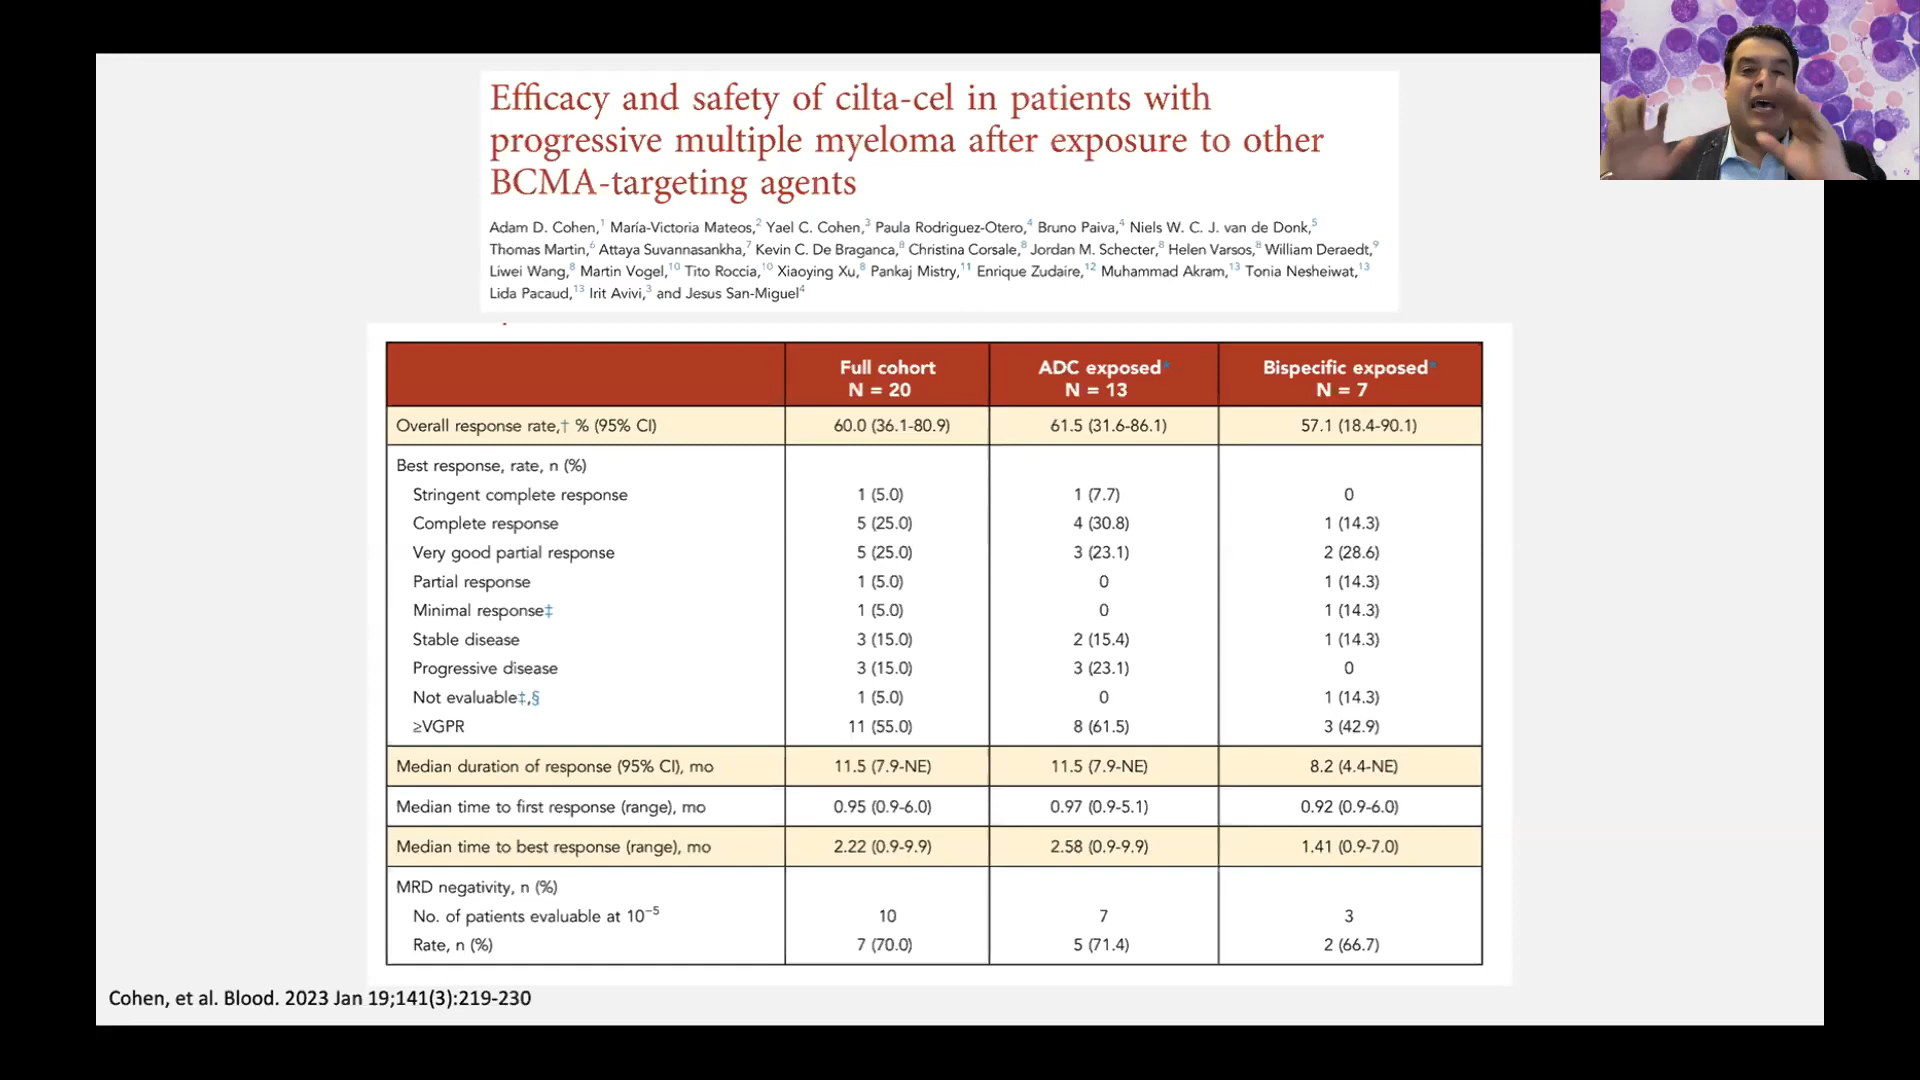 Efficacy and safety of cilta-cel in patients with
progressive multiple myeloma after exposure to other
BCMA-targeting agents
Adam D. Cohen,1 María-Victoria Mateos,2 Yael C. Cohen,3 Paula Rodriguez-Otero,4 Bruno Paiva,4 Niels W. C. J. van de Donk,5
Thomas Martin,6 Attaya Suvannasankha,7 Kevin C. De Braganca,8 Christina Corsale,8 Jordan M. Schecter,8 Helen Varsos,8 William Deraedt,9
Liwei Wang,8 Martin Vogel,10 Tito Roccia,10 Xiaoying Xu,8 Pankaj Mistry,11 Enrique Zudaire,12 Muhammad Akram,13 Tonia Nesheiwat,13
Lida Pacaud,13 Irit Avivi,3 and Jesus San-Miguel4
Full cohort N = 20 ADC exposed* N = 13 Bispecific exposed* N = 7
Overall response rate,† % (95% CI) 60.0 (36.1-80.9) 61.5 (31.6-86.1) 57.1 (18.4-90.1)
Best response, rate, n (%)
Stringent complete response 1 (5.0) 1 (7.7) 0
Complete response 5 (25.0) 4 (30.8) 1 (14.3)
Very good partial response 5 (25.0) 3 (23.1) 2 (28.6)
Partial response 1 (5.0) 0 1 (14.3)
Minimal response‡ 1 (5.0) 0 1 (14.3)
Stable disease 3 (15.0) 2 (15.4) 1 (14.3)
Progressive disease 3 (15.0) 3 (23.1) 0
Not evaluable‡,§ 1 (5.0) 0 1 (14.3)
≥VGPR 11 (55.0) 8 (61.5) 3 (42.9)
Median duration of response (95% CI), mo 11.5 (7.9-NE) 11.5 (7.9-NE) 8.2 (4.4-NE)
Median time to first response (range), mo 0.95 (0.9-6.0) 0.97 (0.9-5.1) 0.92 (0.9-6.0)
Median time to best response (range), mo 2.22 (0.9-9.9) 2.58 (0.9-9.9) 1.41 (0.9-7.0)
MRD negativity, n (%)
No. of patients evaluable at 10−5 10 7 3
Rate, n (%) 7 (70.0) 5 (71.4) 2 (66.7)
Cohen, et al. Blood. 2023 Jan 19;141(3):219-230